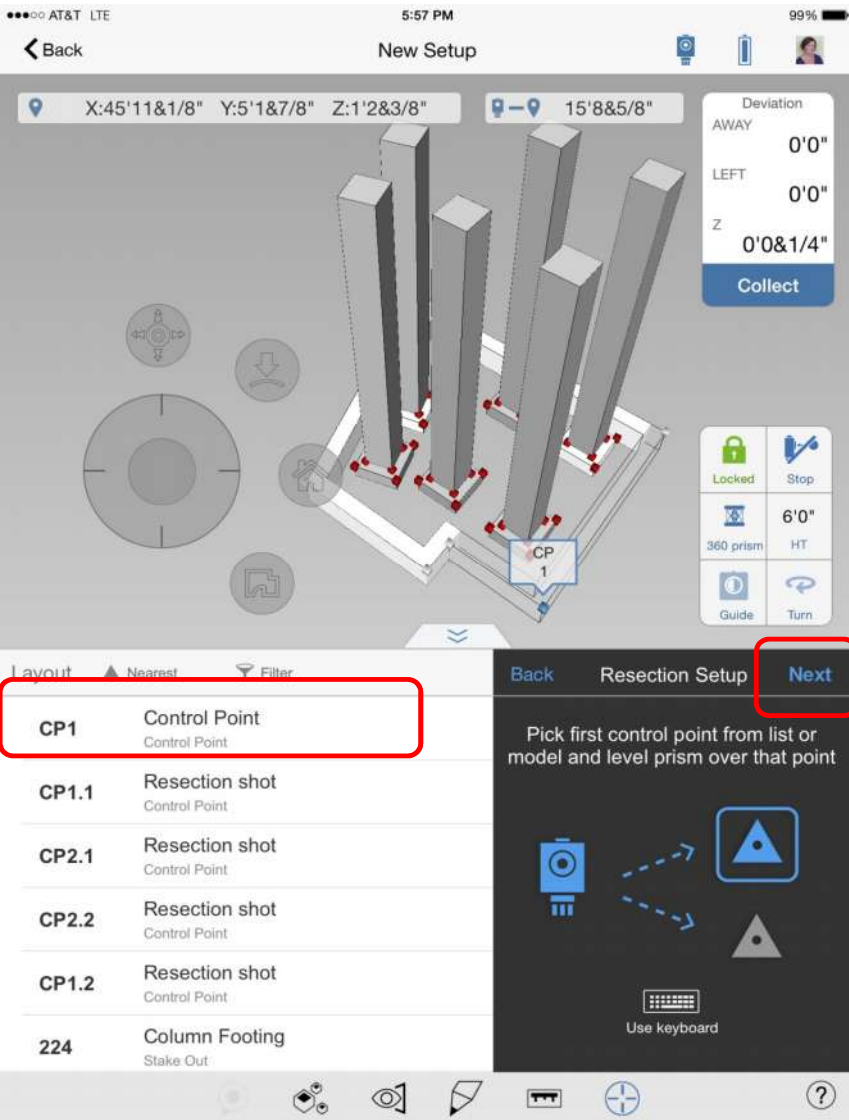 AT&T LTE 5:57 PM 99%
Back New Setup
X:45'11&1/8" Y:5'1&7/8" Z:1'2&3/8" 15'8&5/8"
Deviation
AWAY
0'0"
LEFT
0'0"
Z
0'0&1/4"
Collect
Locked Stop
6'0"
360 prism HT
Guide Turn
CP
1
Layout Nearest Filter
CP1 Control Point
Control Point
CP1.1 Resection shot
Control Point
CP2.1 Resection shot
Control Point
CP2.2 Resection shot
Control Point
CP1.2 Resection shot
Control Point
224 Column Footing
Stake Out
Back Resection Setup Next
Pick first control point from list or
model and level prism over that point
Use keyboard
?